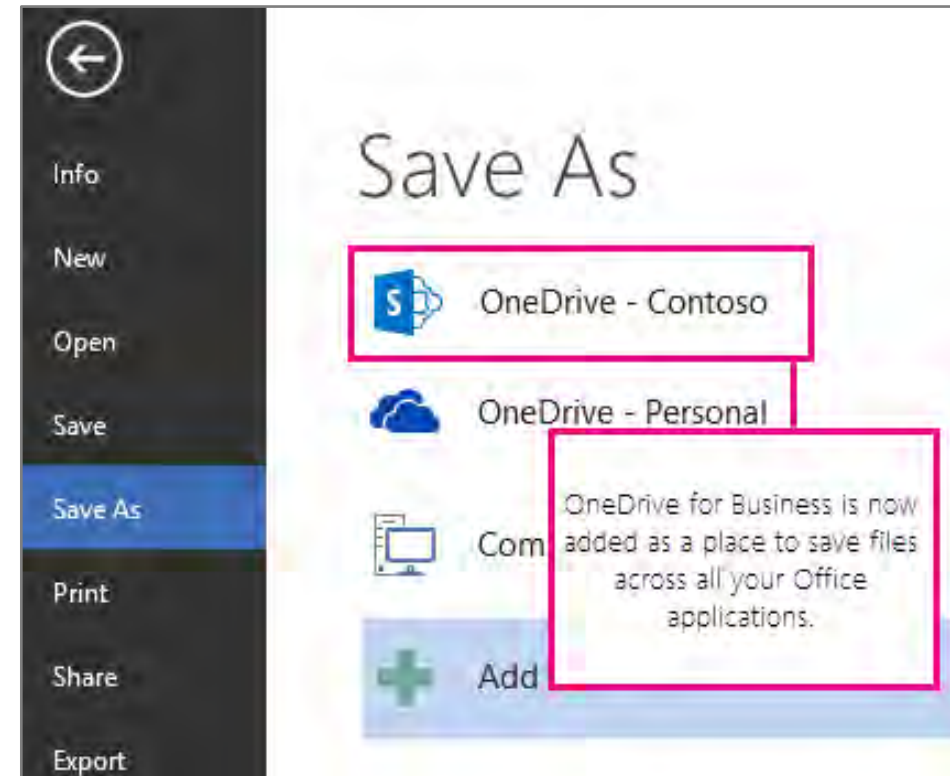 Info
New
Open
Save
Save As
Print
Share
Export
Save As
S OneDrive - Contoso
OneDrive - Personal
Com
Add
OneDrive for Business is now
added as a place to save files
across all your Office
applications.